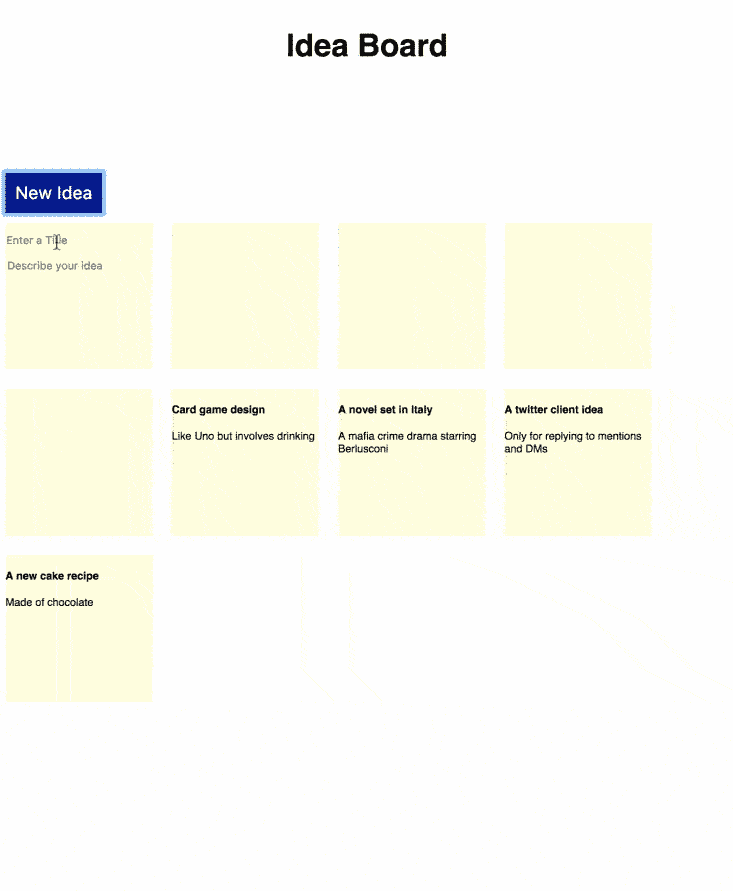 Idea Board
New Idea
Enter a Title
Describe your idea
Card game design
Like Uno but involves drinking
A novel set in Italy
A mafia crime drama starring
Berlusconi
A twitter client idea
Only for replying to mentions
and DMs
A new cake recipe
Made of chocolate